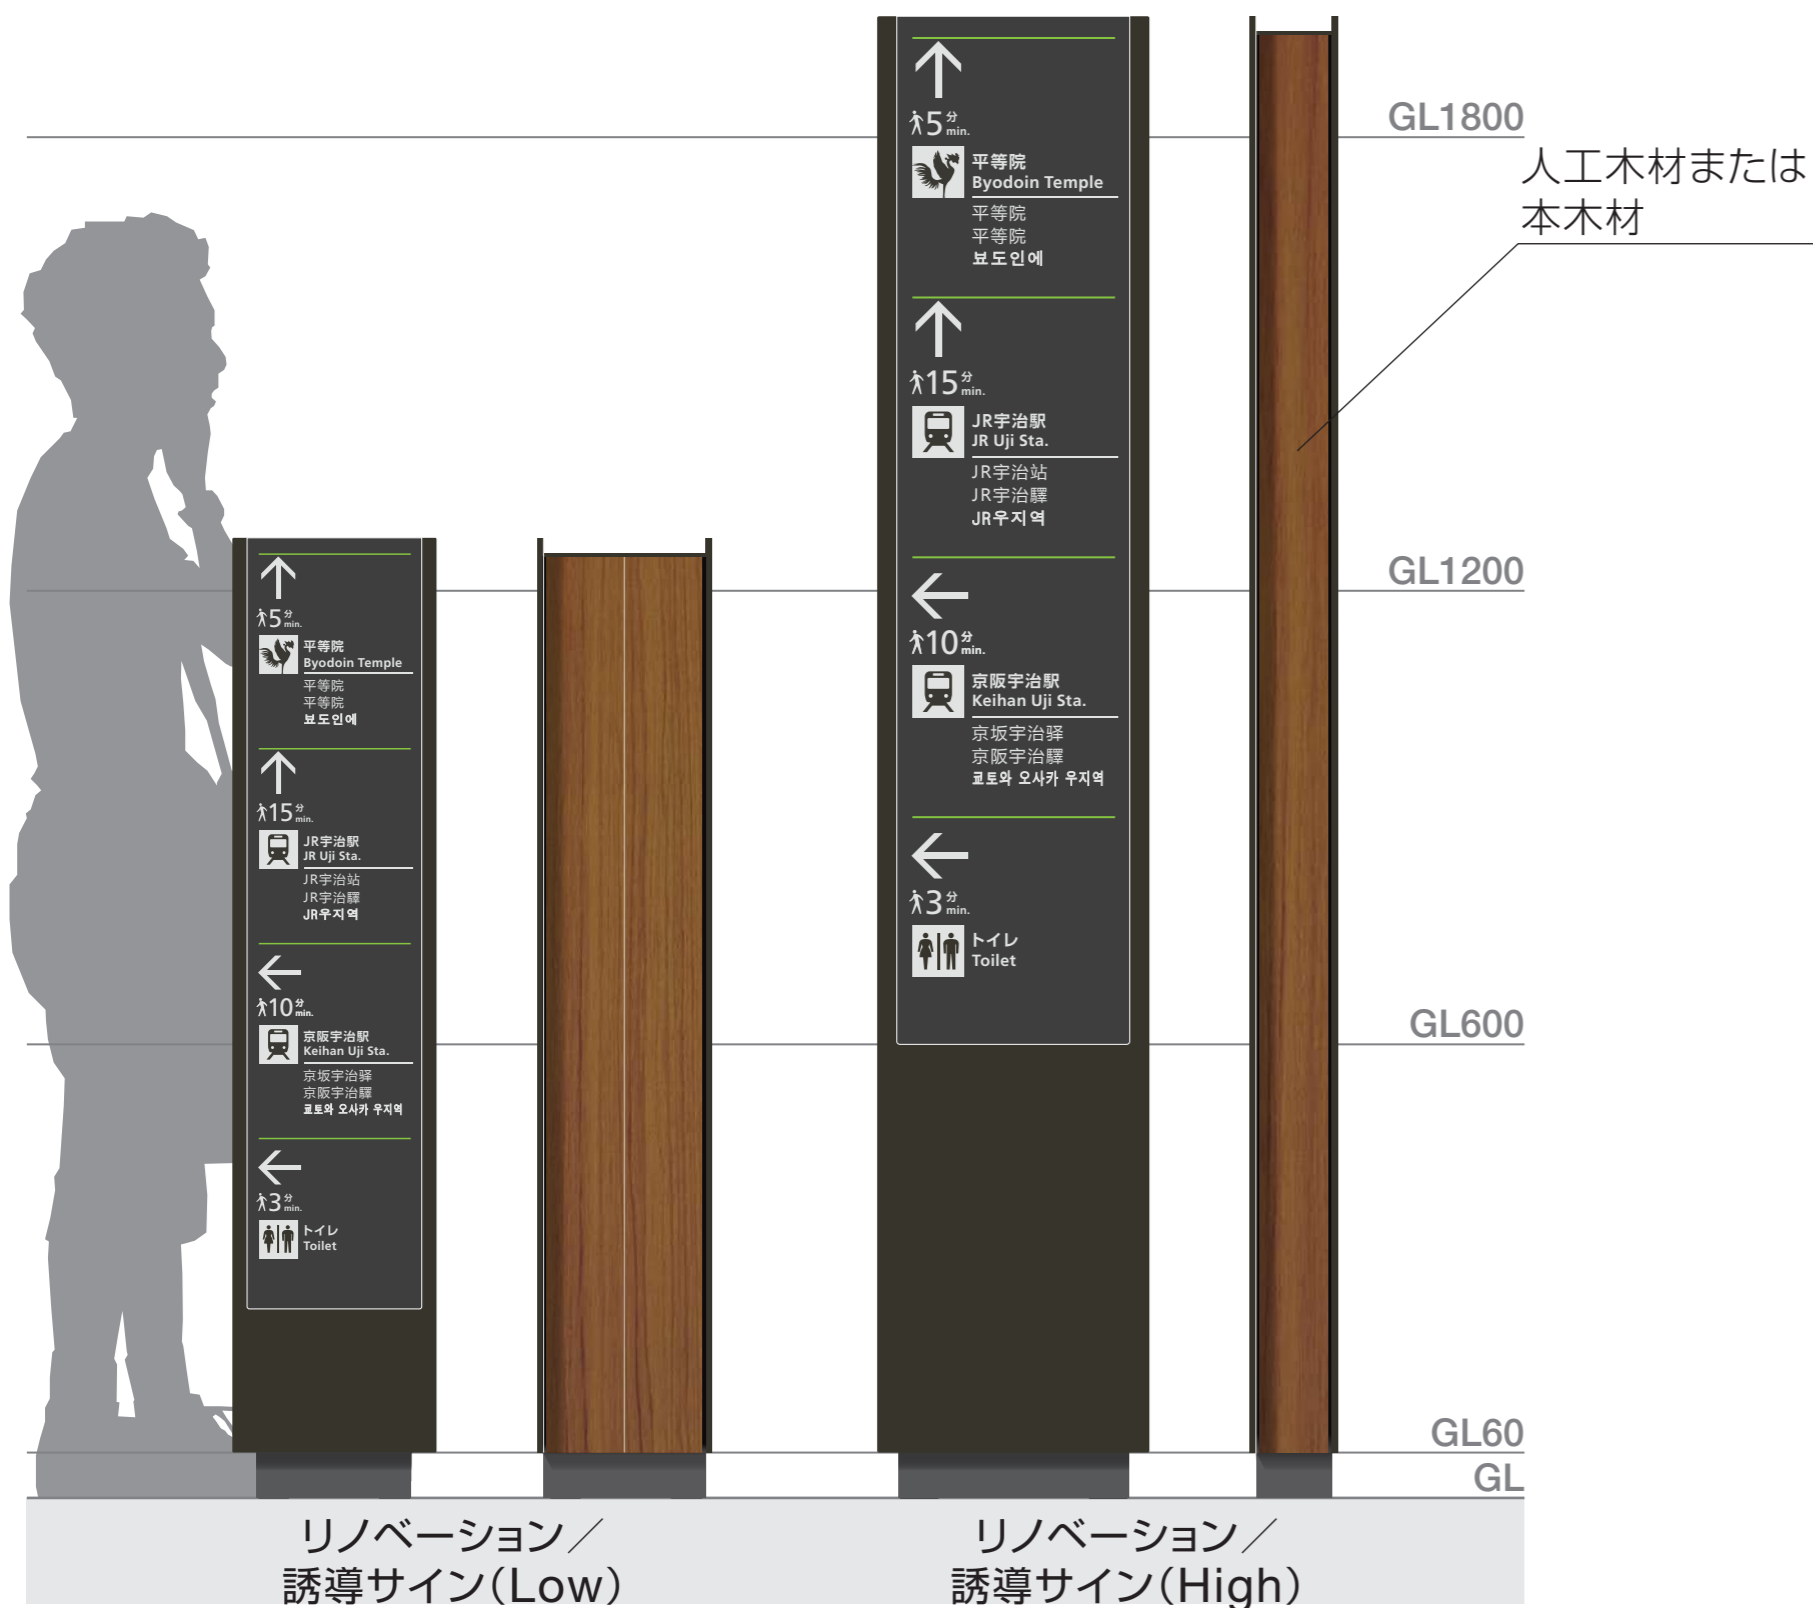 5分
min.
平等院
Byodoin Temple
平等院
平等院
뵤도인에
15分
min.
JR宇治駅
JR Uji Sta.
JR宇治站
JR宇治驛
JR우지역
10分
min.
京阪宇治駅
Keihan Uji Sta.
京坂宇治驿
京阪宇治驛
쿄토와 오사카 우지역
3分
min.
トイレ
Toilet
リノベーション／
誘導サイン(Low)
5分
min.
平等院
Byodoin Temple
平等院
平等院
뵤도인에
15分
min.
JR宇治駅
JR Uji Sta.
JR宇治站
JR宇治驛
JR우지역
10分
min.
京阪宇治駅
Keihan Uji Sta.
京坂宇治驿
京阪宇治驛
쿄토와 오사카 우지역
3分
min.
トイレ
Toilet
リノベーション／
誘導サイン(High)
GL1800
人工木材または
本木材
GL1200
GL600
GL60
GL